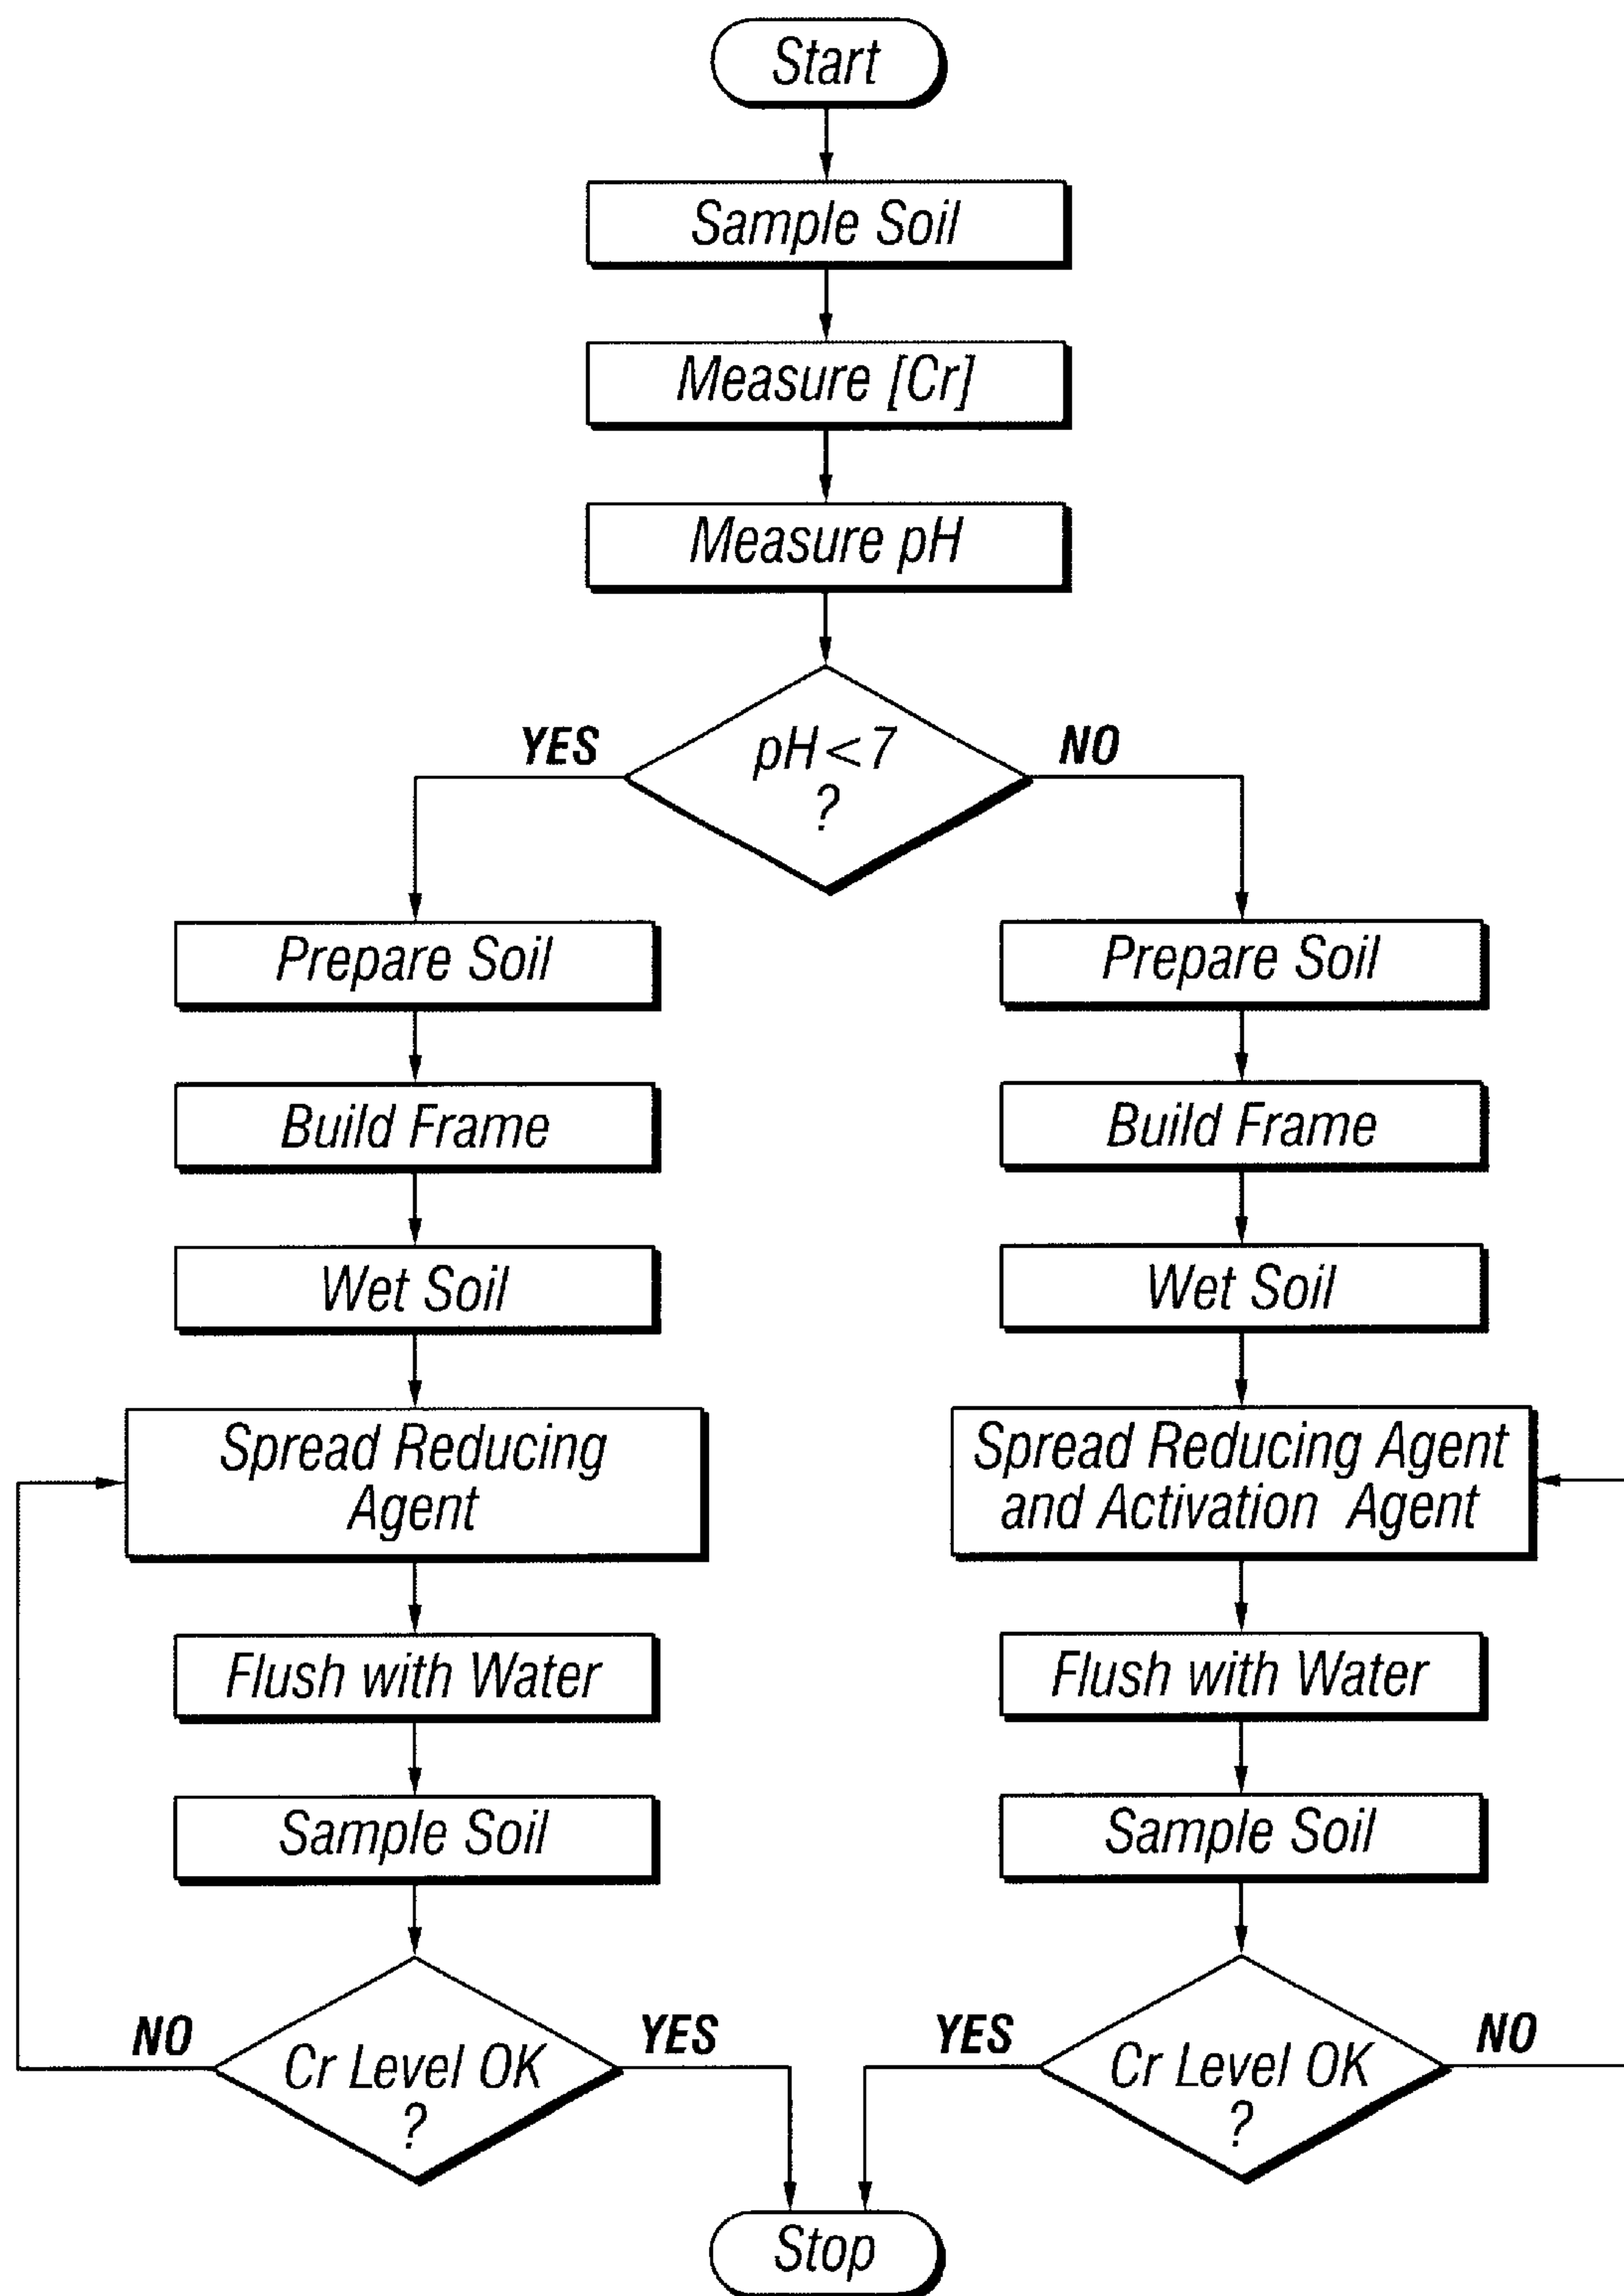 Start
Sample Soil
Measure [Cr]
Measure pH
pH<7
?
YES
NO
Prepare Soil
Build Frame
Wet Soil
Spread Reducing
Agent
Flush with Water
Sample Soil
Cr Level OK
?
NO
YES
Prepare Soil
Build Frame
Wet Soil
Spread Reducing Agent
and Activation Agent
Flush with Water
Sample Soil
Cr Level OK
?
YES
NO
Stop